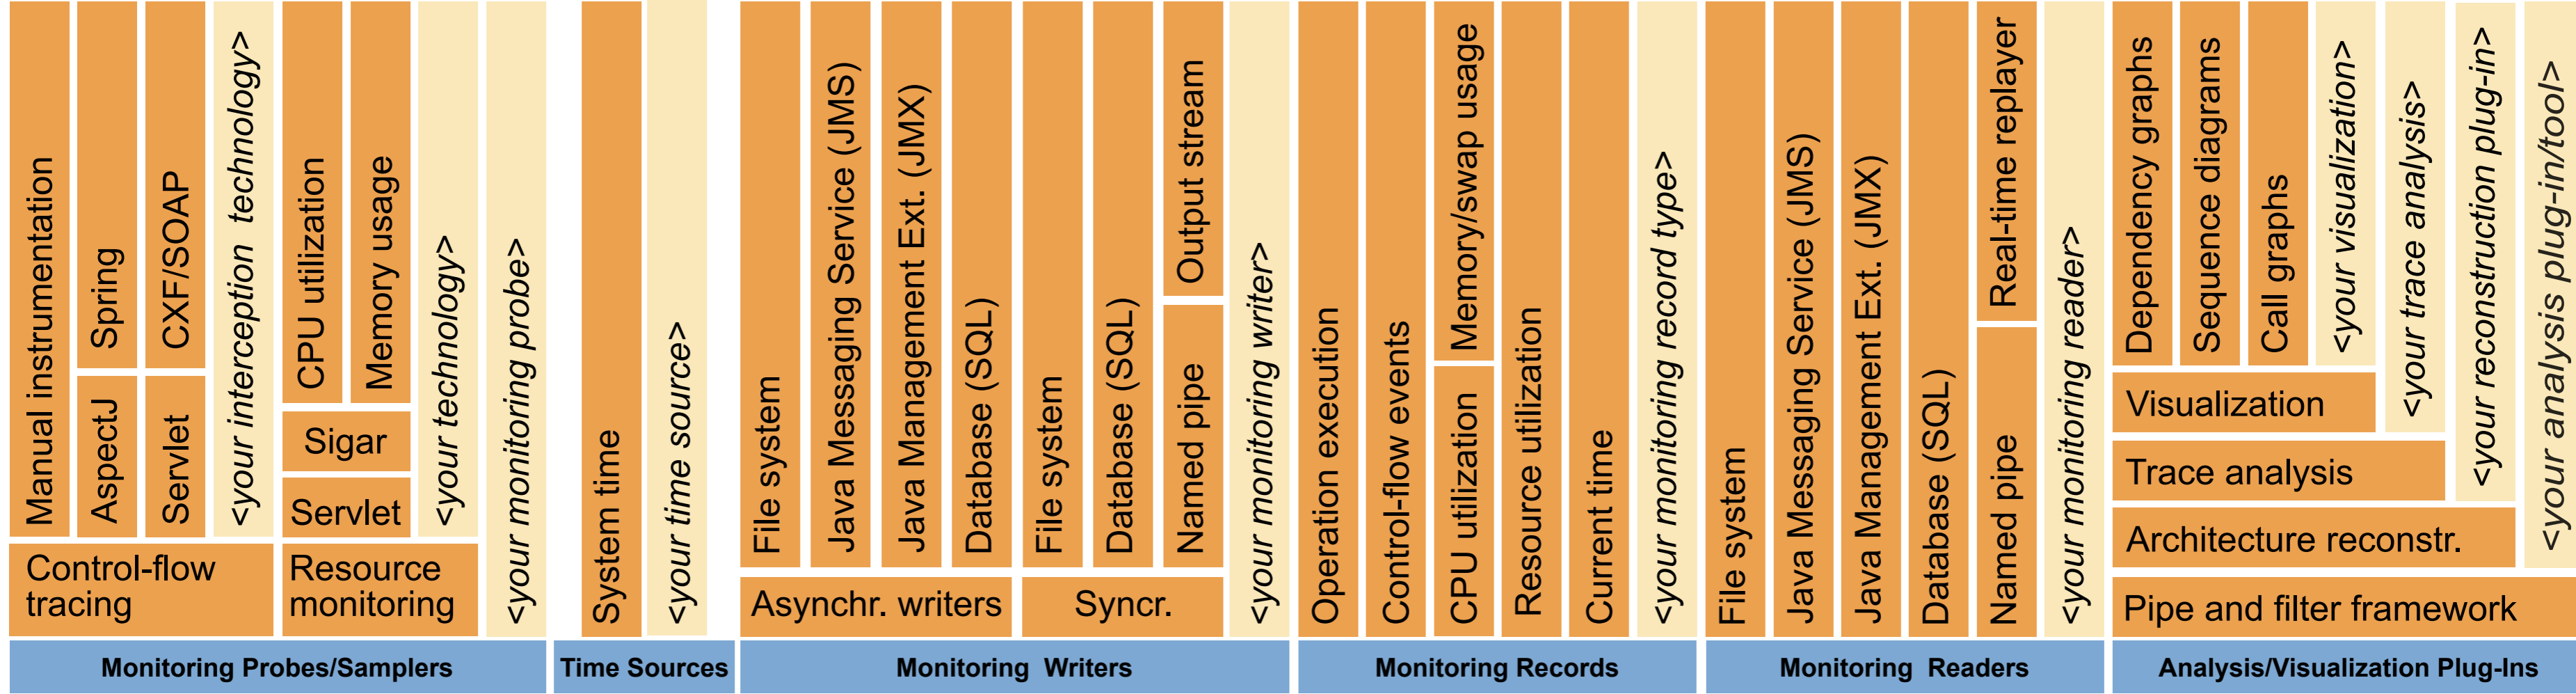 Manual instrumentation
Spring
AspectJ
CXF/SOAP
Servlet
<your interception technology>
Control-flow
tracing
CPU utilization
Memory usage
Sigar
Servlet
<your technology>
Resource
monitoring
<your monitoring probe>
Monitoring Probes/Samplers
System time
<your time source>
Time Sources
File system
Java Messaging Service (JMS)
Java Management Ext. (JMX)
Database (SQL)
Asynchr. writers
File system
Database (SQL)
Output stream
Named pipe
Syncr.
<your monitoring writer>
Monitoring Writers
Operation execution
Control-flow events
Memory/swap usage
CPU utilization
Resource utilization
Current time
<your monitoring record type>
Monitoring Records
File system
Java Messaging Service (JMS)
Java Management Ext. (JMX)
Database (SQL)
Real-time replayer
Named pipe
<your monitoring reader>
Monitoring Readers
Dependency graphs
Sequence diagrams
Call graphs
<your visualization>
Visualization
<your trace analysis>
Trace analysis
<your reconstruction plug-in>
Architecture reconstr.
<your analysis plug-in/tool>
Pipe and filter framework
Analysis/Visualization Plug-Ins